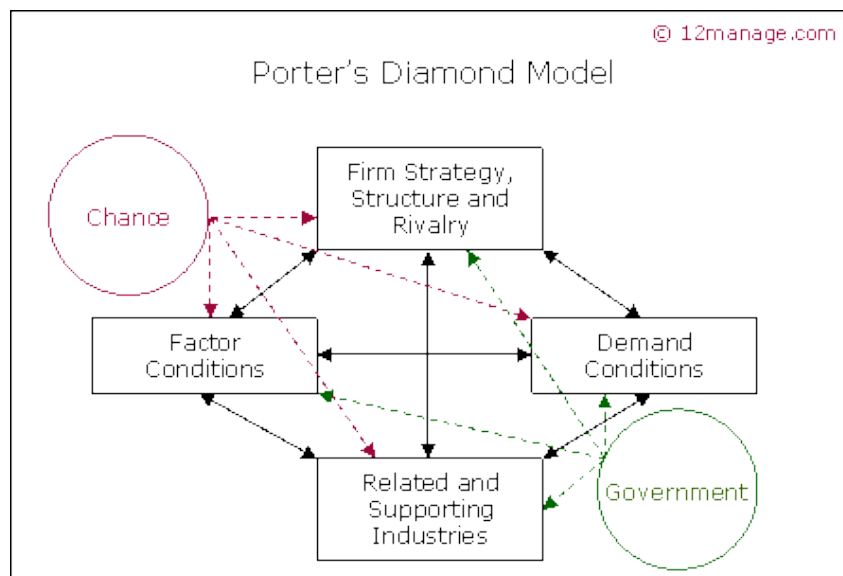 © 12manage.com
Porter's Diamond Model
Firm Strategy,
Structure and
Rivalry
Chance
Factor
Conditions
Demand
Conditions
Related and
Supporting
Industries
Government